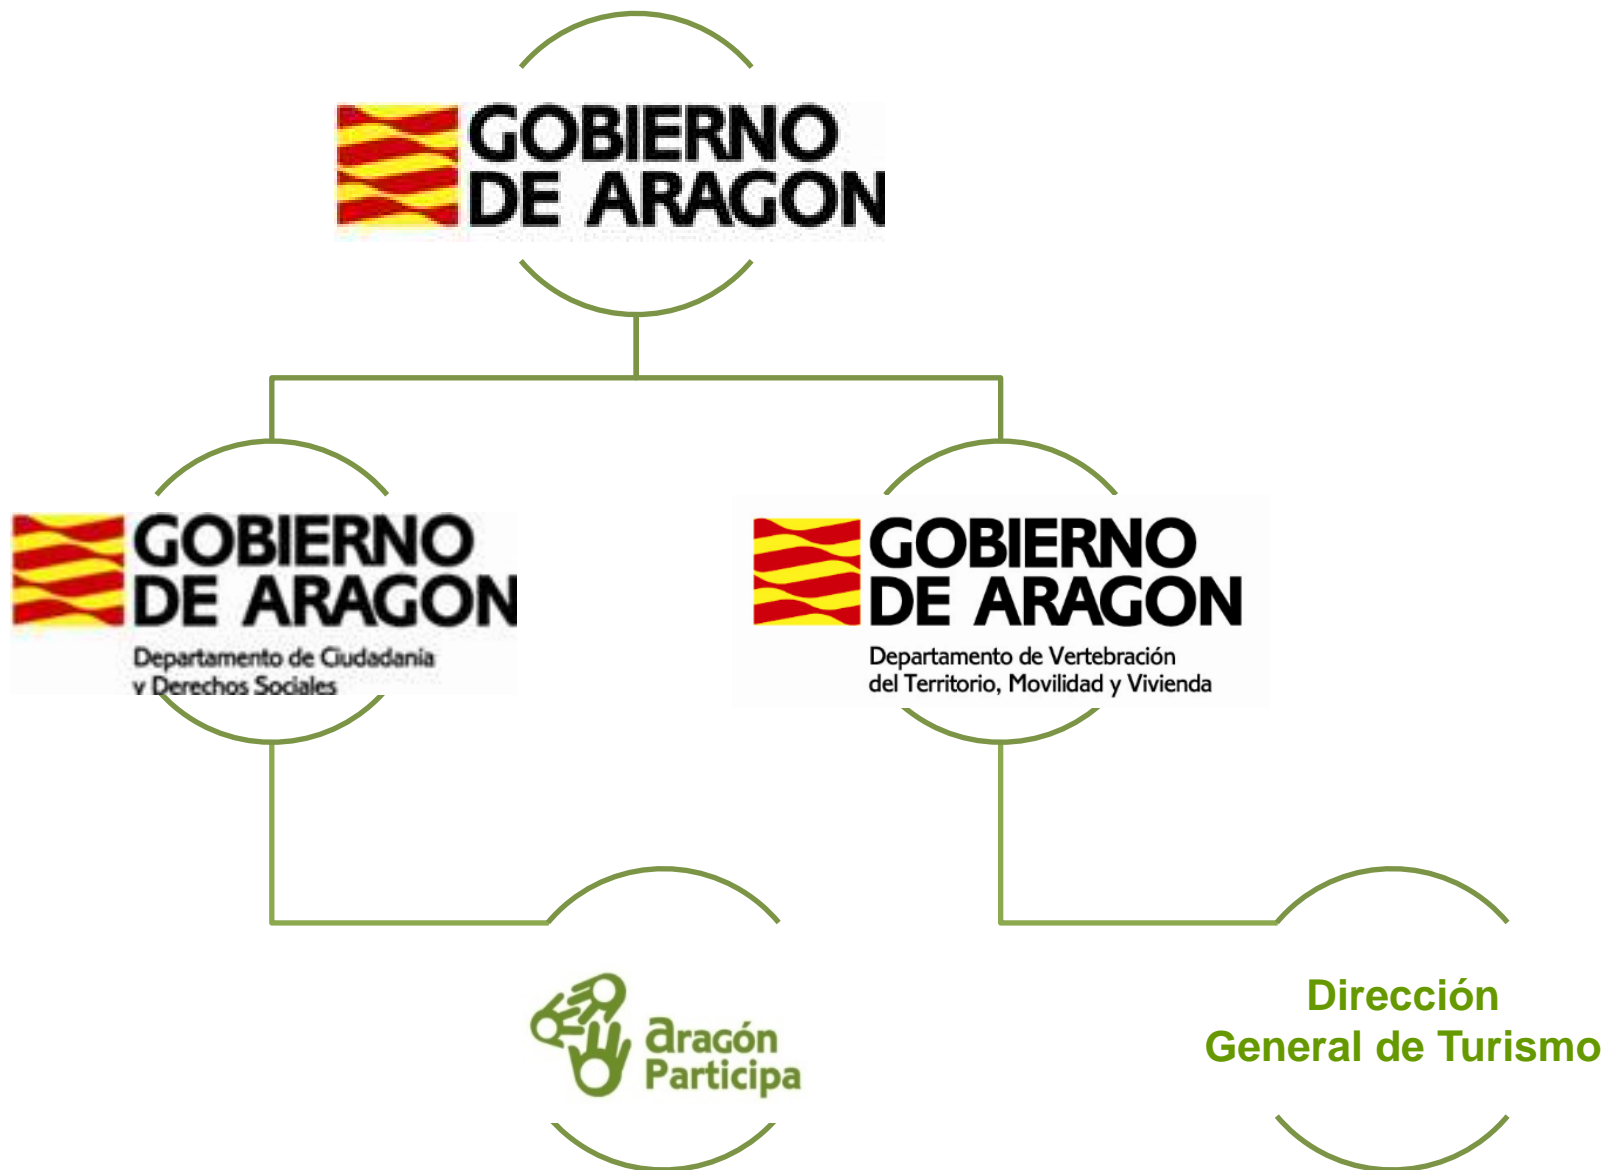 GOBIERNO
DE ARAGON
GOBIERNO
DE ARAGON
Departamento de Ciudadanía
y Derechos Sociales
GOBIERNO
DE ARAGON
Departamento de Vertebración
del Territorio, Movilidad y Vivienda
aragón
Participa
Dirección
General de Turismo